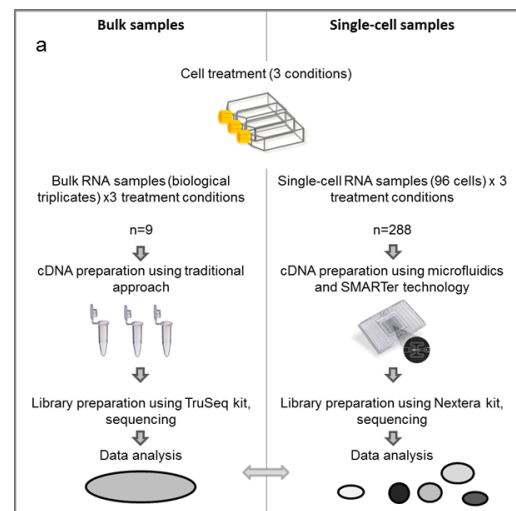 Bulk samples
Single-cell samples
a
Cell treatment (3 conditions)
Bulk RNA samples (biological
triplicates) x3 treatment conditions
Single-cell RNA samples (96 cells) x 3
treatment conditions
n=9
n=288
cDNA preparation using traditional
approach
cDNA preparation using microfluidics
and SMARTer technology
Library preparation using TruSeq kit,
sequencing
Library preparation using Nextera kit,
sequencing
Data analysis
Data analysis